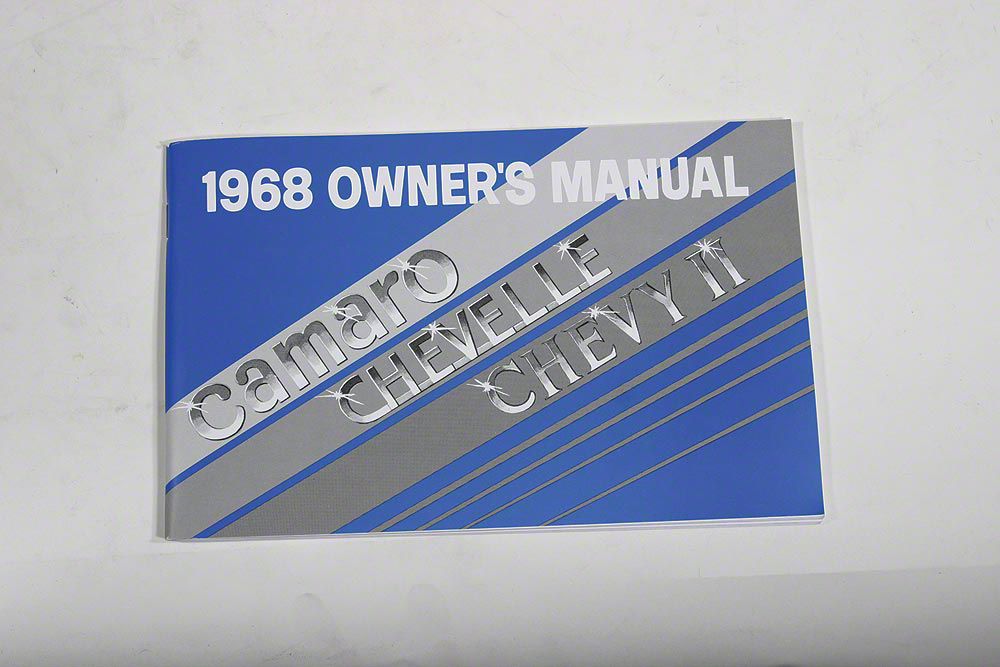 1968 OWNER'S MANUAL
camaro
CHEVELLE
CHEVY II